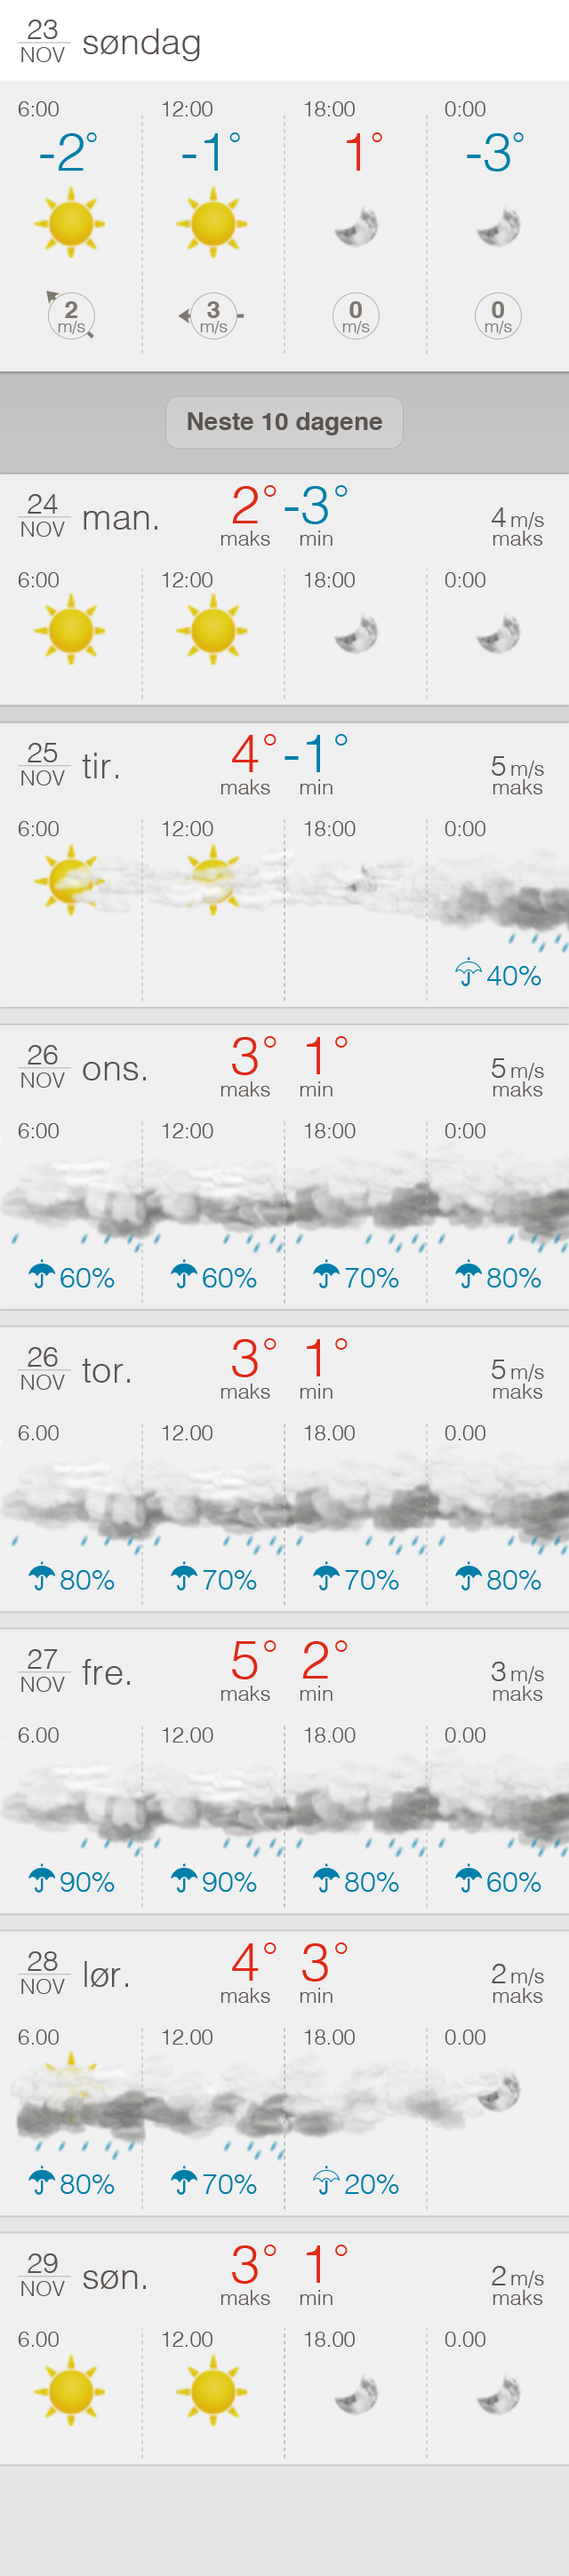 23
NOV
søndag
6:00 12:00 18:00 0:00
-2° -1° 1° -3°
2 3 0 0
m/s m/s m/s m/s
Neste 10 dagene
24
NOV
man.
2° -3°
maks min
4 m/s
maks
6:00 12:00 18:00 0:00
25
NOV
tir.
4° -1°
maks min
5 m/s
maks
6:00 12:00 18:00 0:00
40%
26
NOV
ons.
3° 1°
maks min
5 m/s
maks
6:00 12:00 18:00 0:00
60% 60% 70% 80%
26
NOV
tor.
3° 1°
maks min
5 m/s
maks
6.00 12.00 18.00 0.00
80% 70% 70% 80%
27
NOV
fre.
5° 2°
maks min
3 m/s
maks
6.00 12.00 18.00 0.00
90% 90% 80% 60%
28
NOV
lør.
4° 3°
maks min
2 m/s
maks
6.00 12.00 18.00 0.00
80% 70% 20%
29
NOV
søn.
3° 1°
maks min
2 m/s
maks
6.00 12.00 18.00 0.00